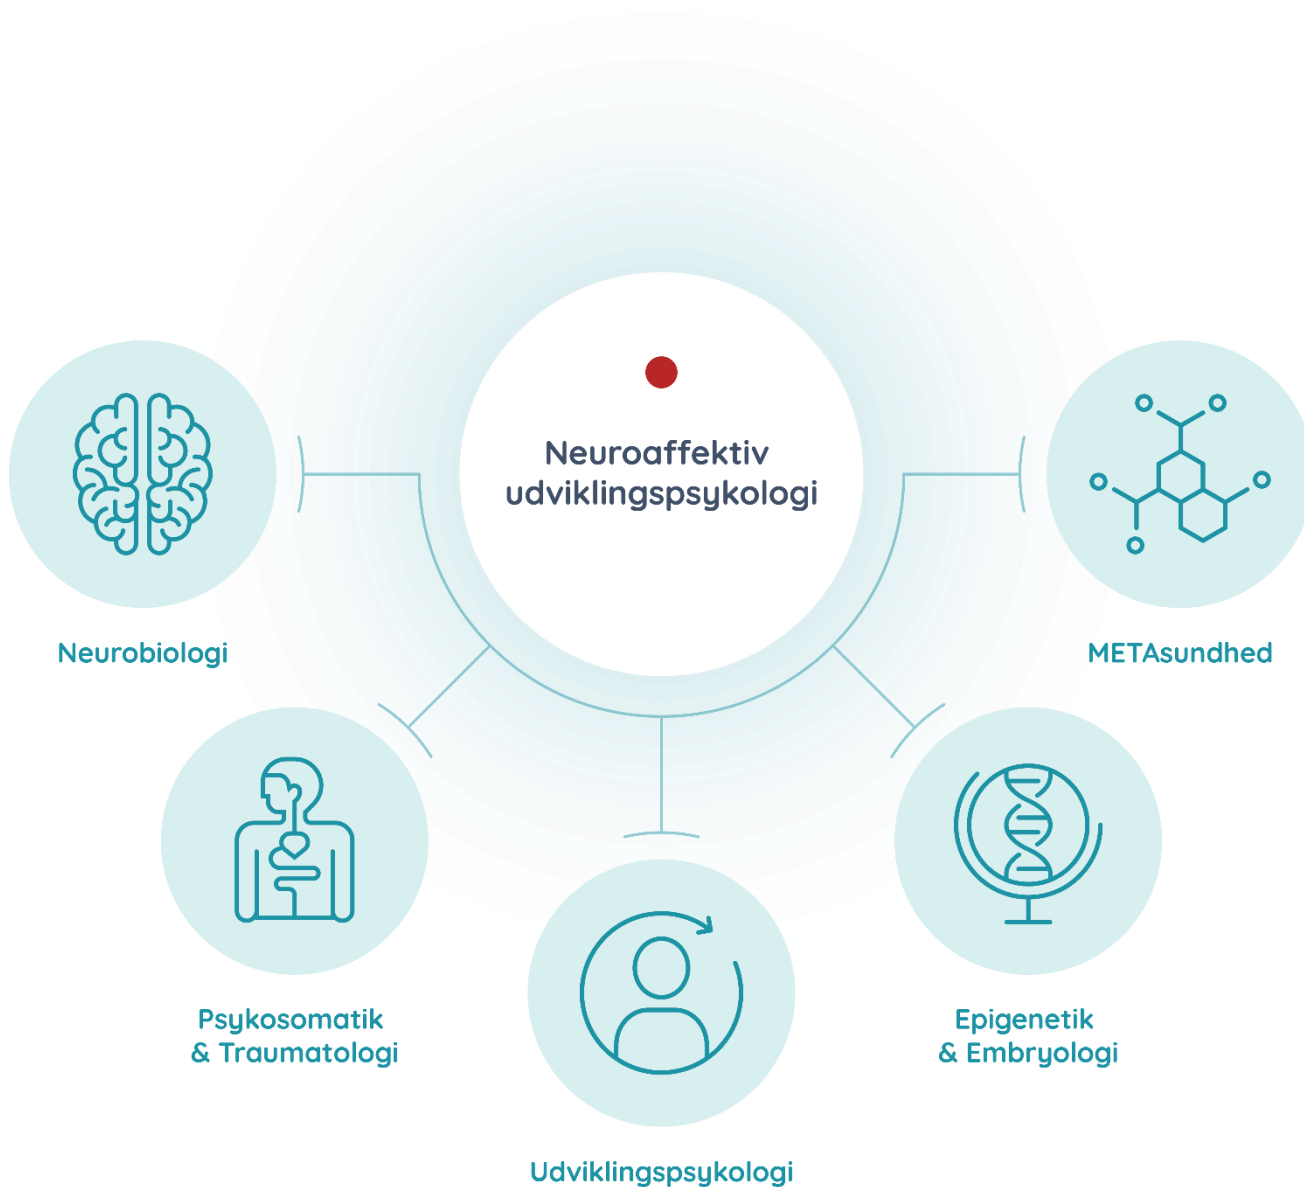 Neuroaffektiv
udviklingspsykologi
Neurobiologi
METAsundhed
Psykosomatik
& Traumatologi
Epigenetik
& Embryologi
Udviklingspsykologi